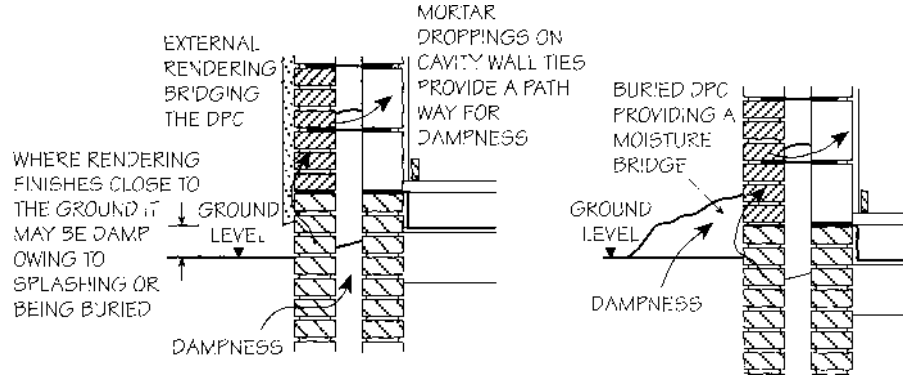 EXTERNAL
RENDERING
BRIDGING
THE DPC
MORTAR
DROPPINGS ON
CAVITY WALL TIES
PROVIDE A PATH
WAY FOR
DAMPNESS
WHERE RENDERING
FINISHES CLOSE TO
THE GROUND IT
MAY BE DAMP
OWING TO
SPLASHING OR
BEING BURIED
GROUND
LEVEL
DAMPNESS
BURIED DPC
PROVIDING A
MOISTURE
BRIDGE
GROUND
LEVEL
DAMPNESS